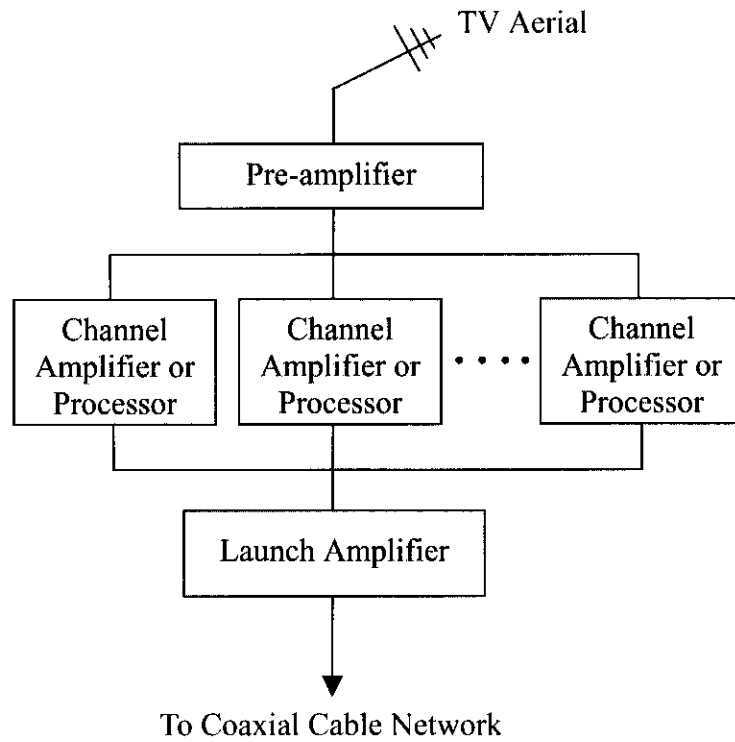 TV Aerial
Pre-amplifier
Channel
Amplifier or
Processor
Channel
Amplifier or
Processor
Channel
Amplifier or
Processor
Launch Amplifier
To Coaxial Cable Network